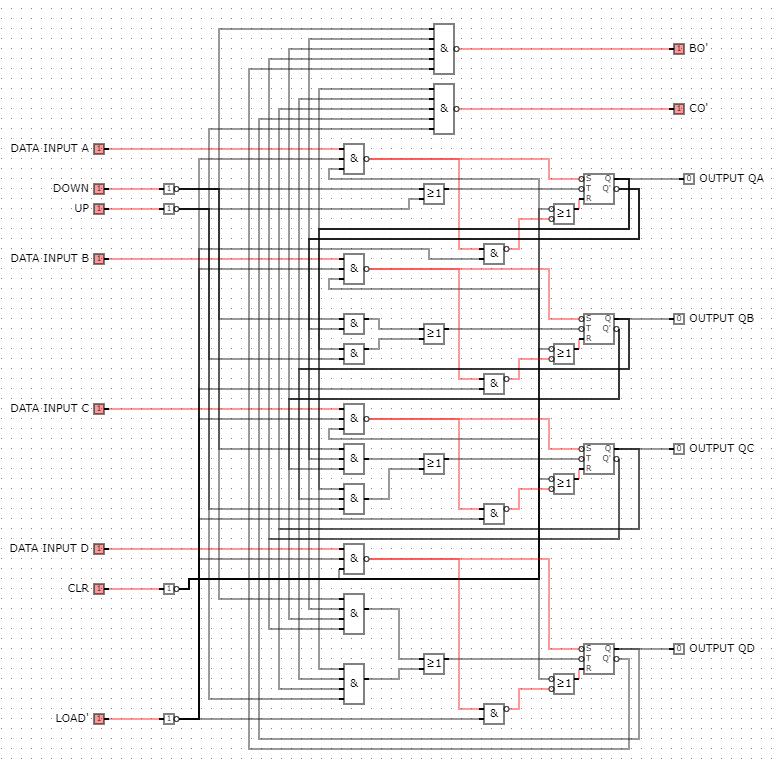 &
BO'
&
CO'
DATA INPUT A 1
&
DOWN 1 1
≥1
S Q
T Q'
R
0 OUTPUT QA
UP 1 1
≥1
&
DATA INPUT B 1
&
&
≥1
S Q
T Q'
R
0 OUTPUT QB
&
≥1
&
DATA INPUT C 1
&
&
≥1
S Q
T Q'
R
0 OUTPUT QC
&
≥1
&
DATA INPUT D 1
&
CLR 1 1
&
≥1
S Q
T Q'
R
0 OUTPUT QD
&
≥1
&
LOAD' 1 1